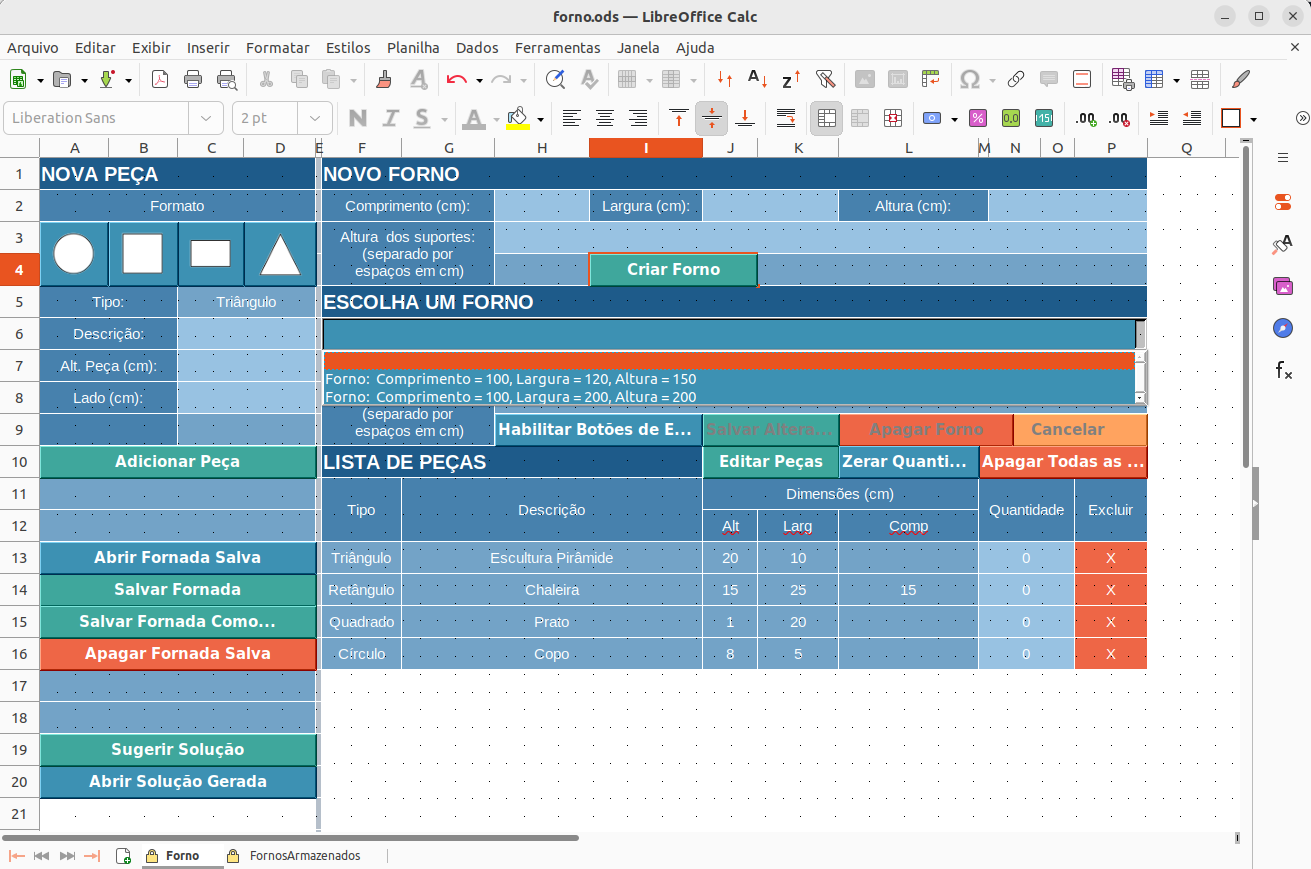 forno.ods — LibreOffice Calc
Arquivo Editar Exibir Inserir Formatar Estilos Planilha Dados Ferramentas Janela Ajuda
Liberation Sans 2 pt
A B C D E F G H I J K L M N O P Q
1 NOVA PEÇA NOVO FORNO
2 Formato Comprimento (cm): Largura (cm): Altura (cm):
3 Altura dos suportes:
(separado por
4 espaços em cm) Criar Forno
5 Tipo: Triângulo ESCOLHA UM FORNO
6 Descrição:
7 Alt. Peça (cm):
Forno: Comprimento = 100, Largura = 120, Altura = 150
8 Lado (cm): Forno: Comprimento = 100, Largura = 200, Altura = 200
(separado por
9 espaços em cm) Habilitar Botões de E... Salvar Altera... Apagar Forno Cancelar
10 Adicionar Peça LISTA DE PEÇAS Editar Peças Zerar Quanti... Apagar Todas as ...
11 Tipo Descrição Dimensões (cm) Quantidade Excluir
12 Alt Larg Comp
13 Abrir Fornada Salva Triângulo Escultura Pirâmide 20 10 0 X
14 Salvar Fornada Retângulo Chaleira 15 25 15 0 X
15 Salvar Fornada Como... Quadrado Prato 1 20 0 X
16 Apagar Fornada Salva Círculo Copo 8 5 0 X
17
18
19 Sugerir Solução
20 Abrir Solução Gerada
21
Forno FornosArmazenados